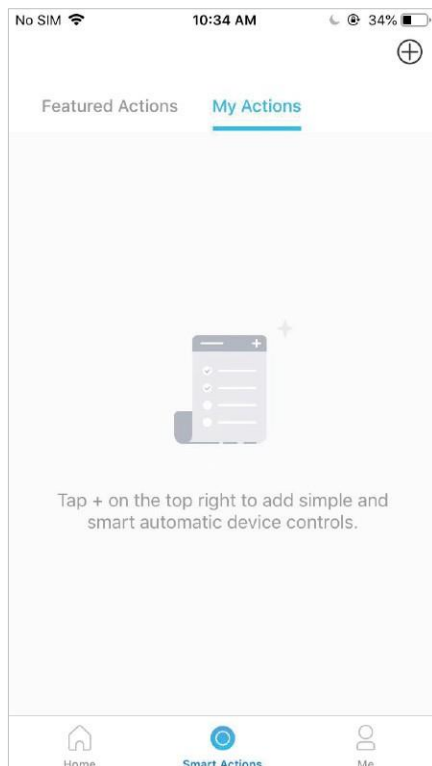 No SIM 10:34 AM 34%
Featured Actions My Actions
Tap + on the top right to add simple and
smart automatic device controls.
Home Smart Actions Me